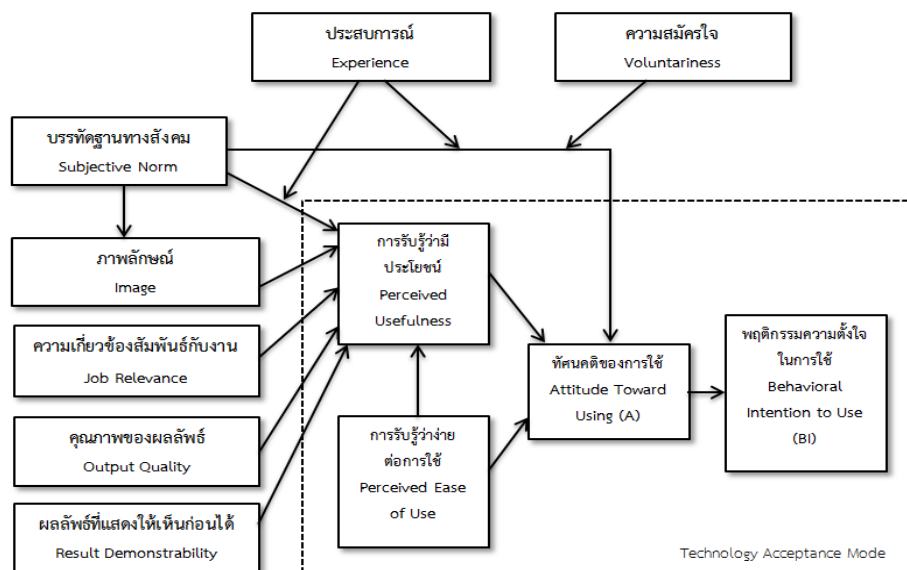 ประสบการณ์
Experience
ความสมัครใจ
Voluntariness
บรรทัดฐานทางสังคม
Subjective Norm
ภาพลักษณ์
Image
ความเกี่ยวข้องสัมพันธ์กับงาน
Job Relevance
คุณภาพของผลลัพธ์
Output Quality
ผลลัพธ์ที่แสดงให้เห็นก่อนได้
Result Demonstrability
การรับรู้ว่ามี
ประโยชน์
Perceived
Usefulness
การรับรู้ว่าง่าย
ต่อการใช้
Perceived Ease
of Use
ทัศนคติของการใช้
Attitude Toward
Using (A)
พฤติกรรมความตั้งใจ
ในการใช้
Behavioral
Intention to Use
(BI)
Technology Acceptance Mode